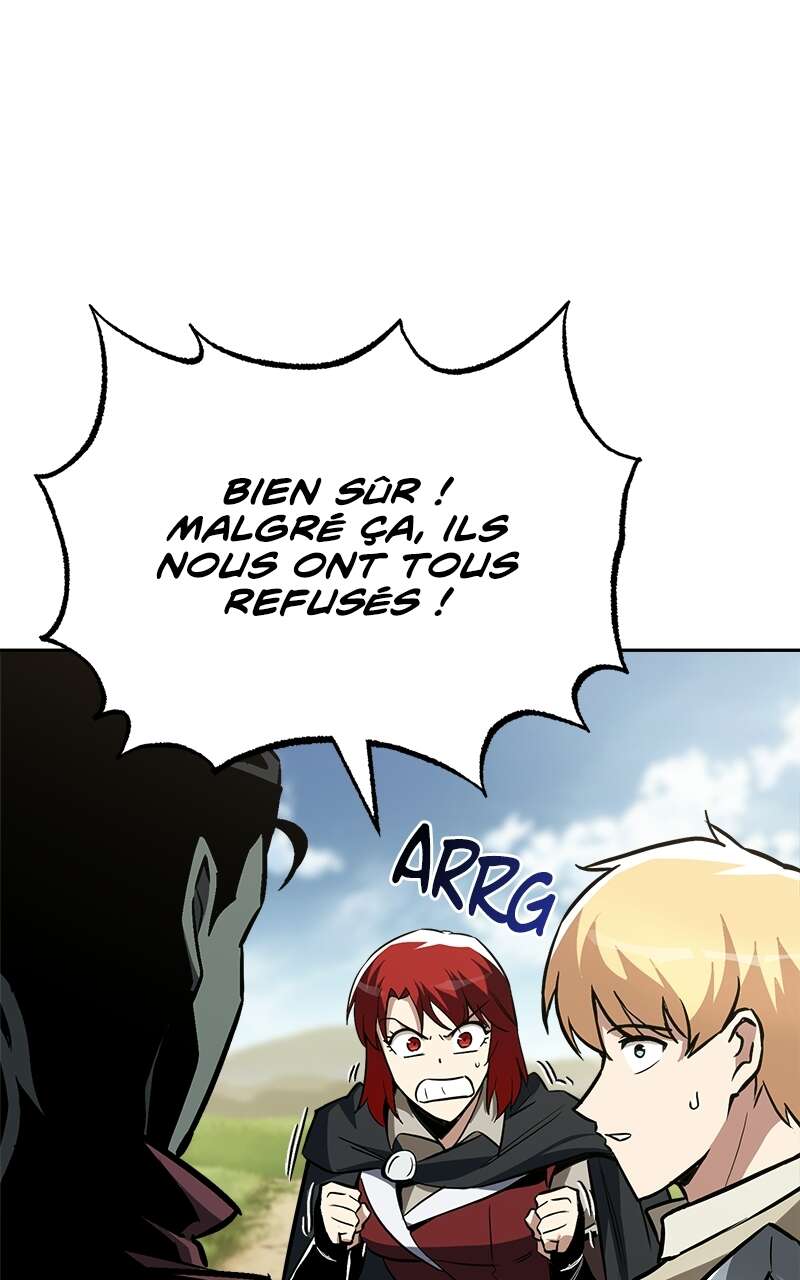 BIEN SÛR !
MALGRÉ ÇA, ILS
NOUS ONT TOUS
REFUSÉS !
ARRG